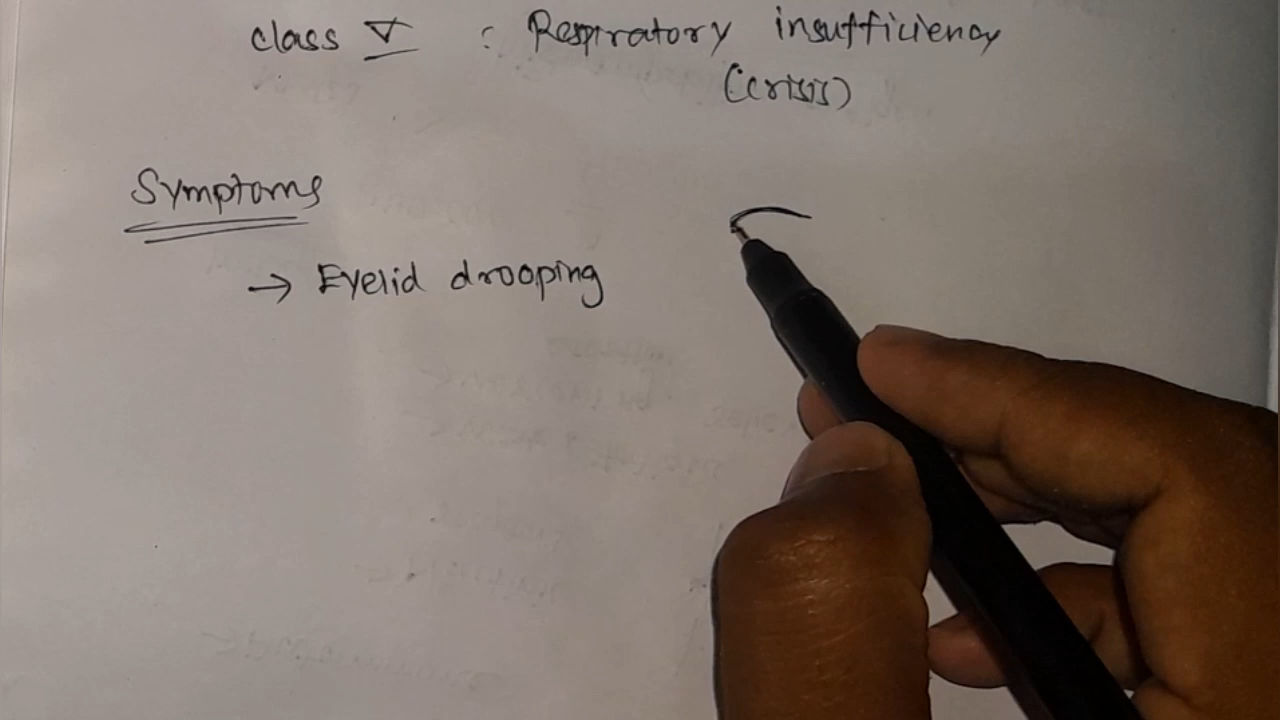 class V : Respiratory insufficiency
(crisis)
Symptoms
→ Eyelid drooping